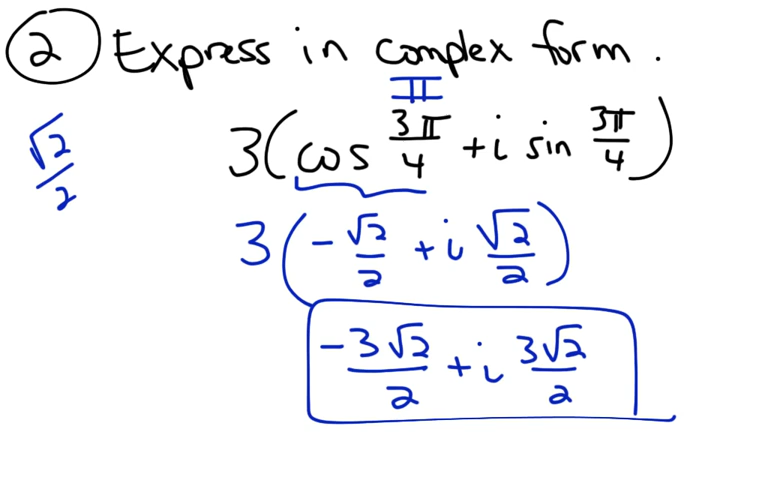 ② Express in complex form.
II
√2/2
3(cos 3π/4 + i sin 3π/4)
3(-√2/2 + i √2/2)
-3√2/2 + i 3√2/2